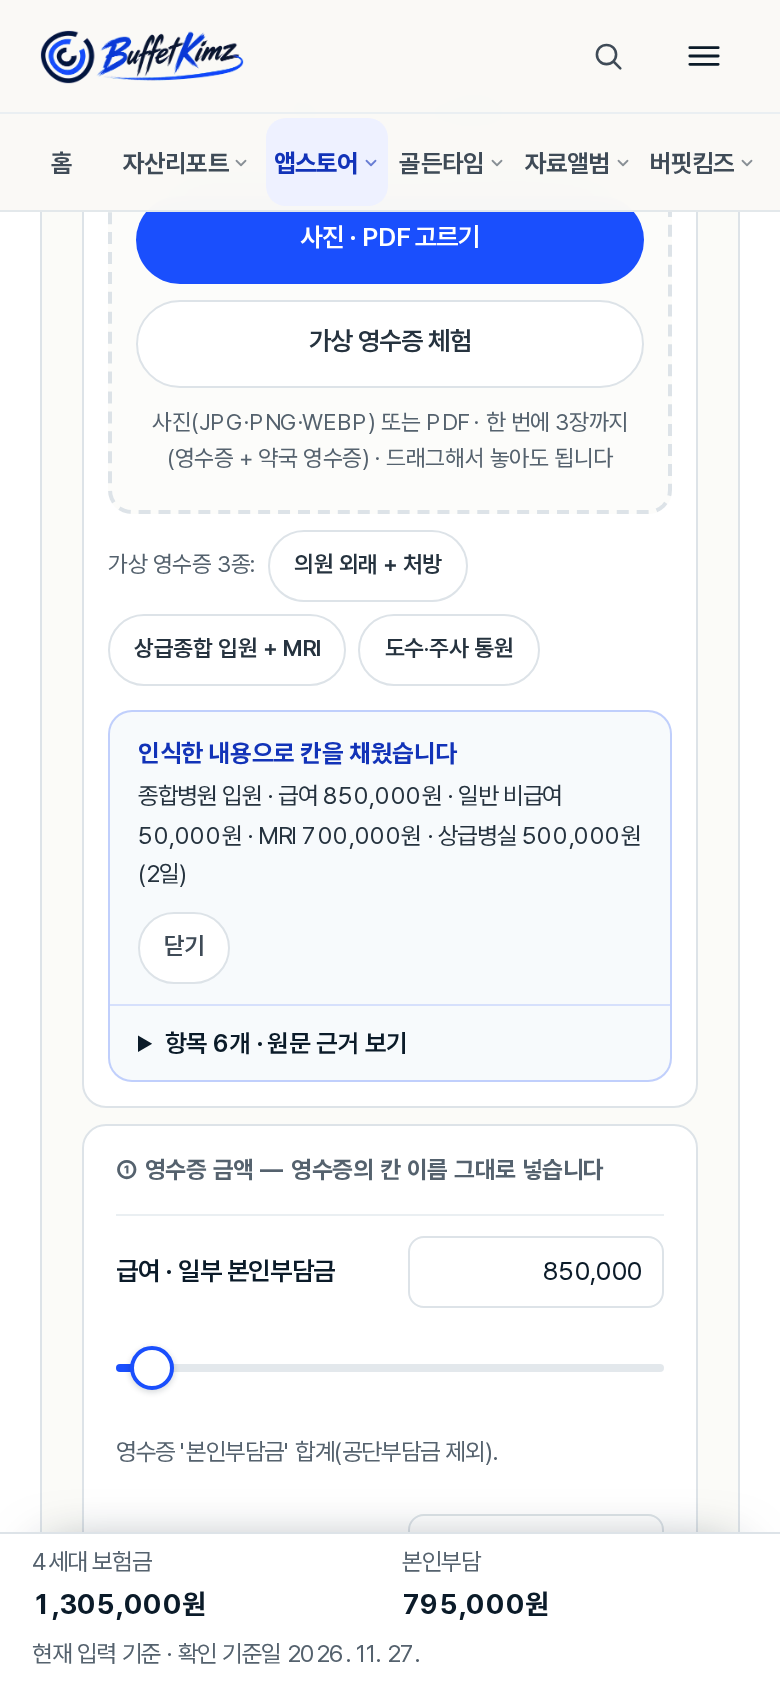 BuffetKimz
홈 자산리포트 앱스토어 골든타임 자료앨범 버핏킴즈
사진 · PDF 고르기
가상 영수증 체험
사진(JPG·PNG·WEBP) 또는 PDF · 한 번에 3장까지
(영수증 + 약국 영수증) · 드래그해서 놓아도 됩니다
가상 영수증 3종: 의원 외래 + 처방
상급종합 입원 + MRI 도수·주사 통원
인식한 내용으로 칸을 채웠습니다
종합병원 입원 · 급여 850,000원 · 일반 비급여
50,000원 · MRI 700,000원 · 상급병실 500,000원
(2일)
닫기
▶ 항목 6개 · 원문 근거 보기
① 영수증 금액 — 영수증의 칸 이름 그대로 넣습니다
급여 · 일부 본인부담금 850,000
영수증 '본인부담금' 합계(공단부담금 제외).
4세대 보험금 본인부담
1,305,000원 795,000원
현재 입력 기준 · 확인 기준일 2026. 11. 27.